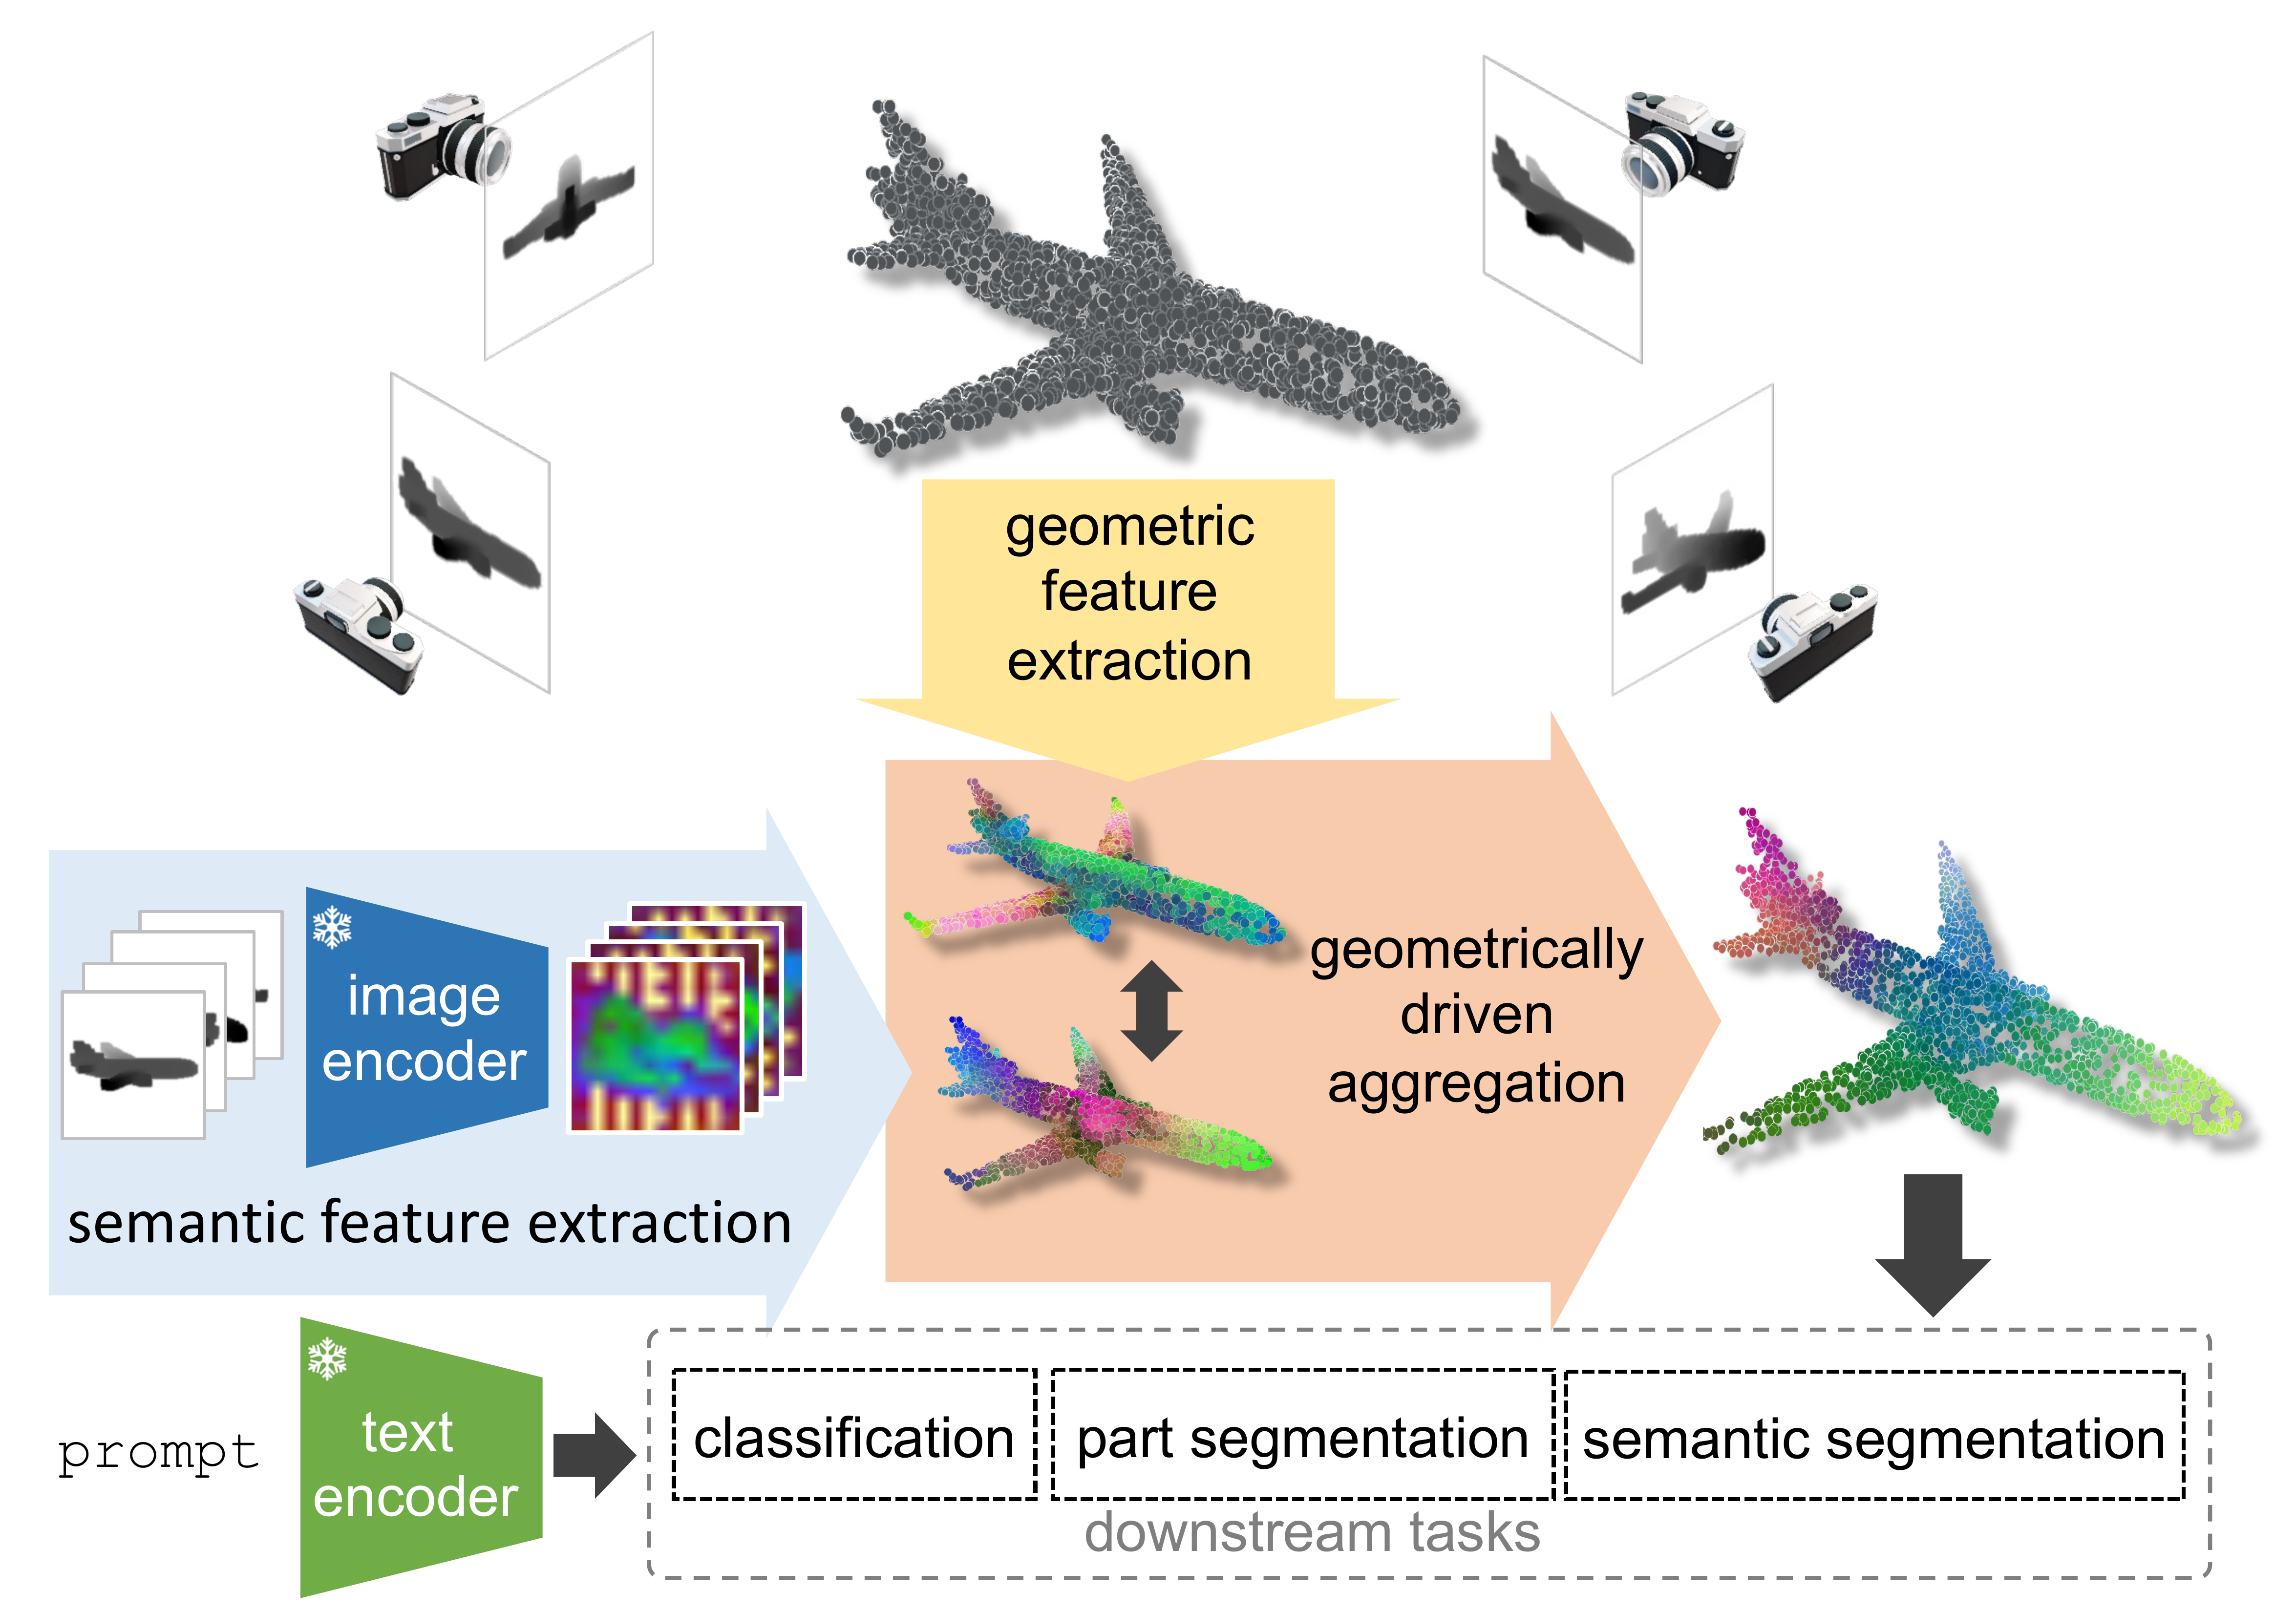 geometric
feature
extraction
geometrically
driven
aggregation
image
encoder
semantic feature extraction
prompt
text
encoder
classification
part segmentation
semantic segmentation
downstream tasks